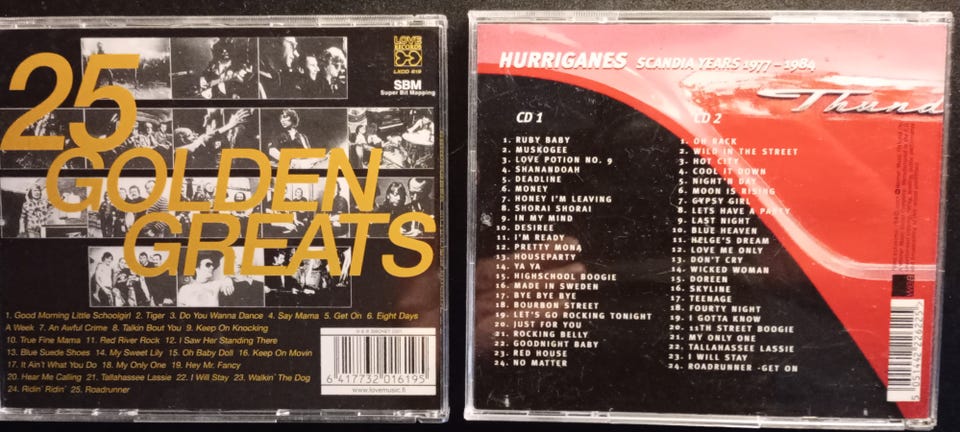 25
GOLDEN
GREATS
LOVE
RECORDS
LXCD 619
SBM
Super Bit Mapping
1. Good Morning Little Schoolgirl 2. Tiger 3. Do You Wanna Dance 4. Say Mama 5. Get On 6. Eight Days
A Week 7. An Awful Crime 8. Talkin Bout You 9. Keep On Knocking
10. True Fine Mama 11. Red River Rock 12. I Saw Her Standing There
13. Blue Suede Shoes 14. My Sweet Lily 15. Oh Baby Doll 16. Keep On Movin
17. It Ain't What You Do 18. My Only One 19. Hey Mr. Fancy
20. Hear Me Calling 21. Tallahassee Lassie 22. I Will Stay 23. Walkin' The Dog
24. Ridin' Ridin' 25. Roadrunner
6 417732 016195
www.lovemusic.fi
HURRIGANES SCANDIA YEARS 1977 - 1984
Thund
CD 1
1. RUBY BABY
2. MUSKOGEE
3. LOVE POTION NO. 9
4. SHANANDOAH
5. DEADLINE
6. MONEY
7. HONEY I'M LEAVING
8. SHORAI SHORAI
9. IN MY MIND
10. DESIREE
11. I'M READY
12. PRETTY MONA
13. HOUSEPARTY
14. YA YA
15. HIGHSCHOOL BOOGIE
16. MADE IN SWEDEN
17. BYE BYE BYE
18. BOURBON STREET
19. LET'S GO ROCKING TONIGHT
20. JUST FOR YOU
21. ROCKING BELLY
22. GOODNIGHT BABY
23. RED HOUSE
24. NO MATTER
CD 2
1. OH BACK
2. WILD IN THE STREET
3. HOT CITY
4. COOL IT DOWN
5. NIGHT'N DAY
6. MOON IS RISING
7. GYPSY GIRL
8. LETS HAVE A PARTY
9. LAST NIGHT
10. BLUE HEAVEN
11. HELGE'S DREAM
12. LOVE ME ONLY
13. DON'T CRY
14. WICKED WOMAN
15. DOREEN
16. SKYLINE
17. TEENAGE
18. FOURTY NIGHT
19. I GOTTA KNOW
20. 11TH STREET BOOGIE
21. MY ONLY ONE
22. TALLAHASSEE LASSIE
23. I WILL STAY
24. ROADRUNNER -GET ON
5 051442 226225